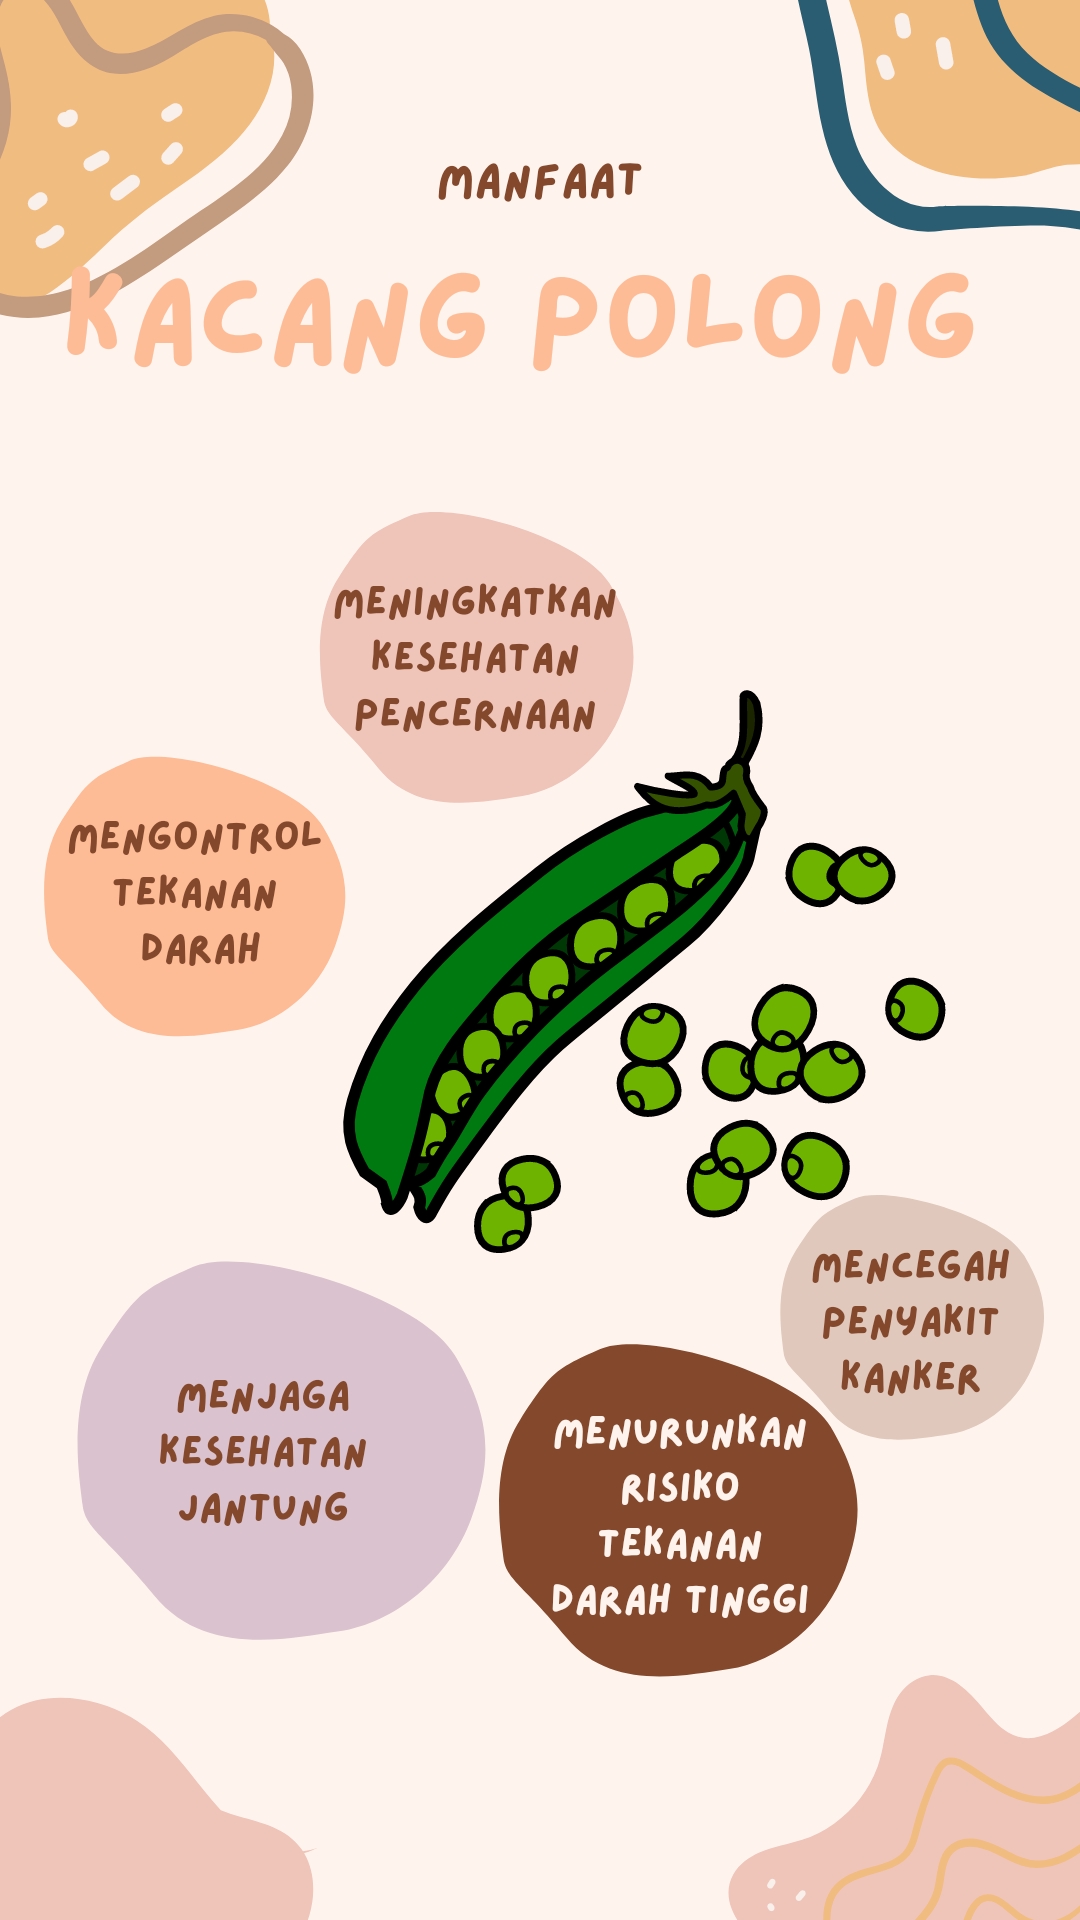 MANFAAT
KACANG POLONG
MENINGKATKAN
KESEHATAN
PENCERNAAN
MENGONTROL
TEKANAN
DARAH
MENCEGAH
PENYAKIT
KANKER
MENJAGA
KESEHATAN
JANTUNG
MENURUNKAN
RISIKO
TEKANAN
DARAH TINGGI